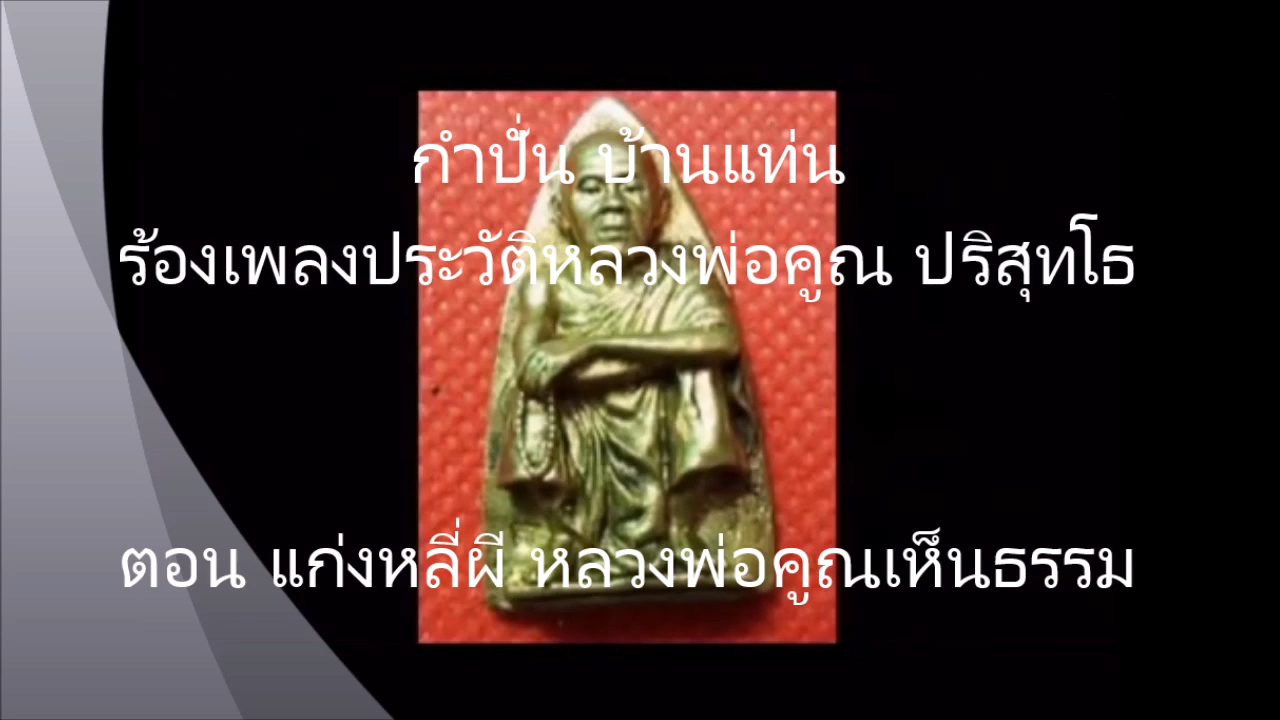 กำปั่น บ้านแท่น
ร้องเพลงประวัติหลวงพ่อคูณ ปริสุทโธ
ตอน แก่งหลี่ผี หลวงพ่อคูณเห็นธรรม